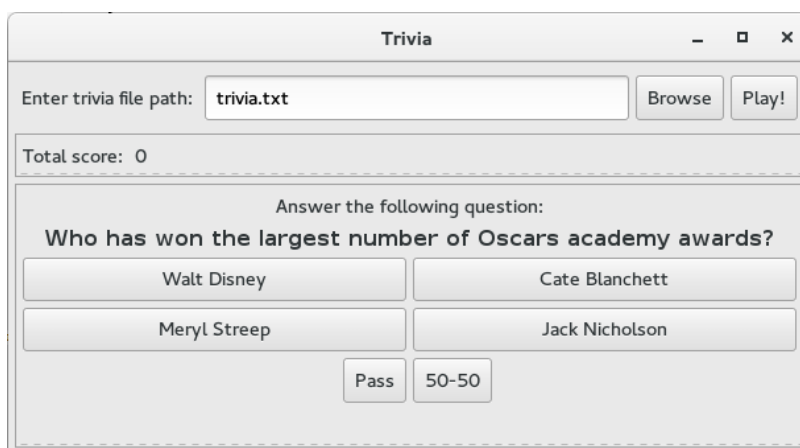 Trivia
Enter trivia file path: trivia.txt Browse Play!
Total score: 0
Answer the following question:
Who has won the largest number of Oscars academy awards?
Walt Disney Cate Blanchett
Meryl Streep Jack Nicholson
Pass 50-50